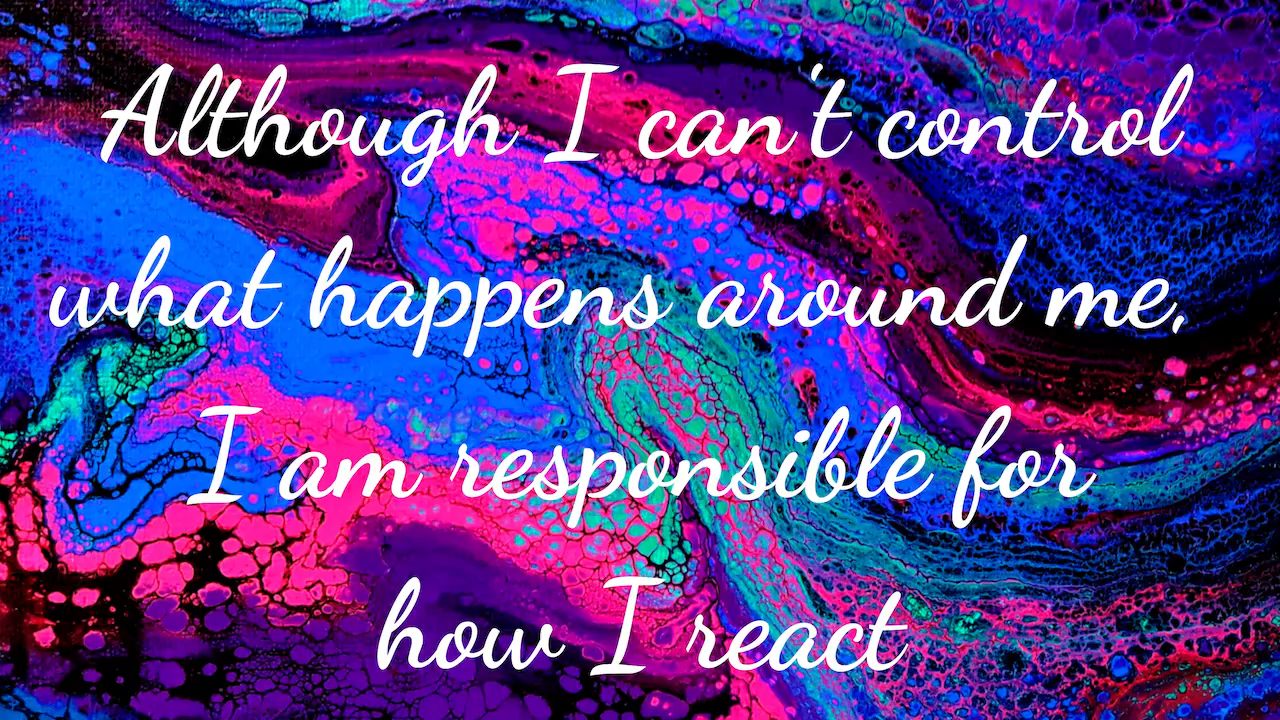 Although I can't control
what happens around me,
I am responsible for
how I react